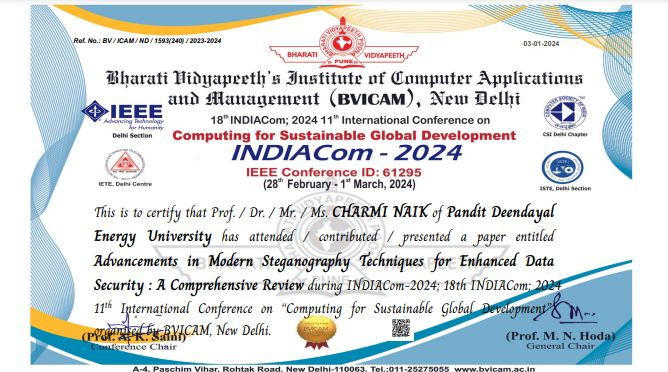 Ref. No.: BV / ICAM / ND / 1593(240) / 2023-2024
03-01-2024
BHARATI VIDYAPEETH
PUNE
Bharati Vidyapeeth's Institute of Computer Applications
and Management (BVICAM), New Delhi
IEEE
Advancing Technology
for Humanity
Delhi Section
18th INDIACom; 2024 11th International Conference on
Computing for Sustainable Global Development
INDIACom - 2024
IEEE Conference ID: 61295
(28th February - 1st March, 2024)
CSI Delhi Chapter
IETE, Delhi Centre
ISTE, Delhi Section
This is to certify that Prof. / Dr. / Mr. / Ms. CHARMI NAIK of Pandit Deendayal
Energy University has attended / contributed / presented a paper entitled
Advancements in Modern Steganography Techniques for Enhanced Data
Security : A Comprehensive Review during INDIACom-2024; 18th INDIACom; 2024
11th International Conference on "Computing for Sustainable Global Development"
organised by BVICAM, New Delhi.
(Prof. A. K. Saini)
Conference Chair
BVICAM
(Prof. M. N. Hoda)
General Chair
A-4, Paschim Vihar, Rohtak Road, New Delhi-110063, Tel.:011-25275055 www.bvicam.ac.in